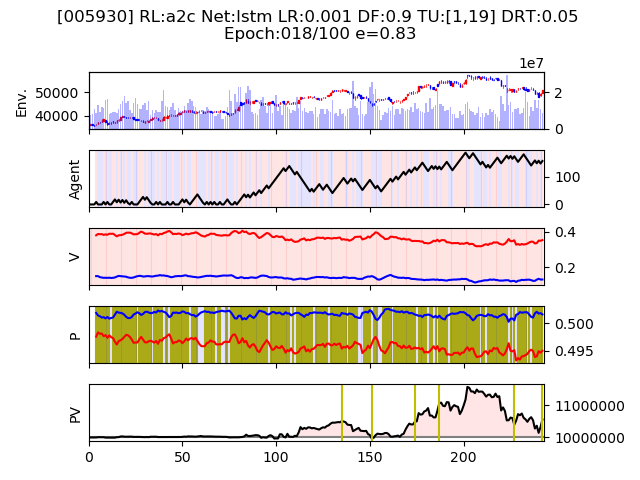 [005930] RL:a2c Net:lstm LR:0.001 DF:0.9 TU:[1,19] DRT:0.05
Epoch:018/100 e=0.83
1e7
Env.
50000
40000
2
0
Agent
100
0
V
0.4
0.2
P
0.500
0.495
PV
11000000
10000000
0 50 100 150 200